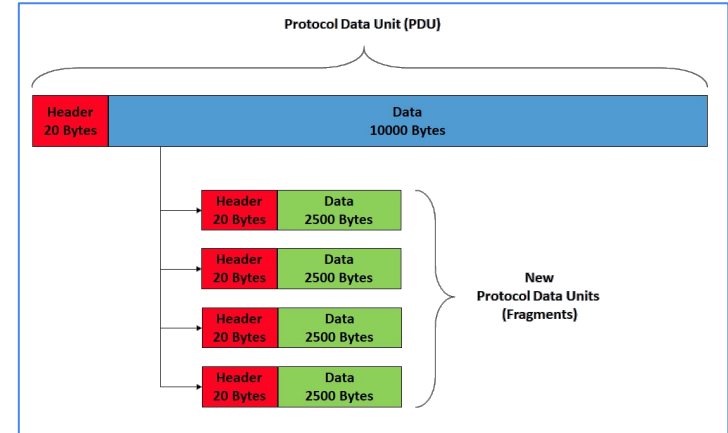 Protocol Data Unit (PDU)
Header
20 Bytes
Data
10000 Bytes
Header
20 Bytes
Data
2500 Bytes
Header
20 Bytes
Data
2500 Bytes
Header
20 Bytes
Data
2500 Bytes
Header
20 Bytes
Data
2500 Bytes
New
Protocol Data Units
(Fragments)